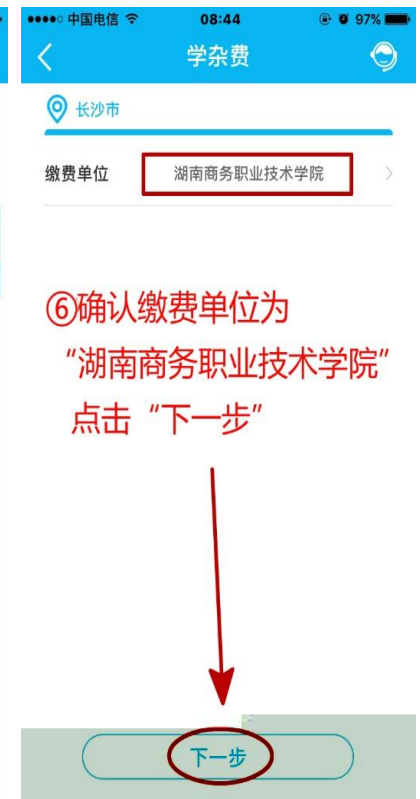 ●●●●○ 中国电信 08:44 97%
学杂费
长沙市
缴费单位 湖南商务职业技术学院
⑥确认缴费单位为
“湖南商务职业技术学院”
点击“下一步”
下一步